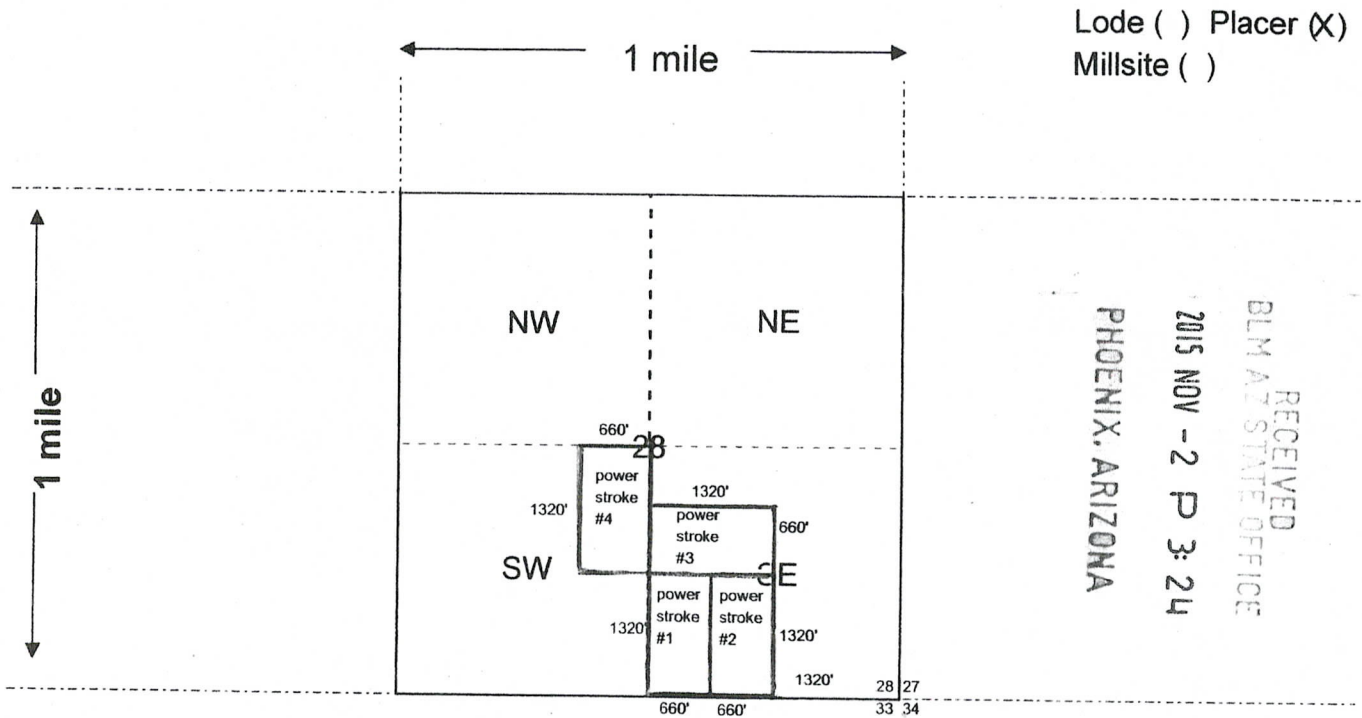 Lode ( ) Placer (X)
Millsite ( )
1 mile
1 mile
NW
NE
660'
28
power
stroke
#4
1320'
1320'
power
stroke
#3
660'
SW
SE
power
stroke
#1
power
stroke
#2
1320'
1320'
1320'
28 27
33 34
660' 660'
RECEIVED
BLM AZ STATE OFFICE
2015 NOV -2 P 3:24
PHOENIX, ARIZONA